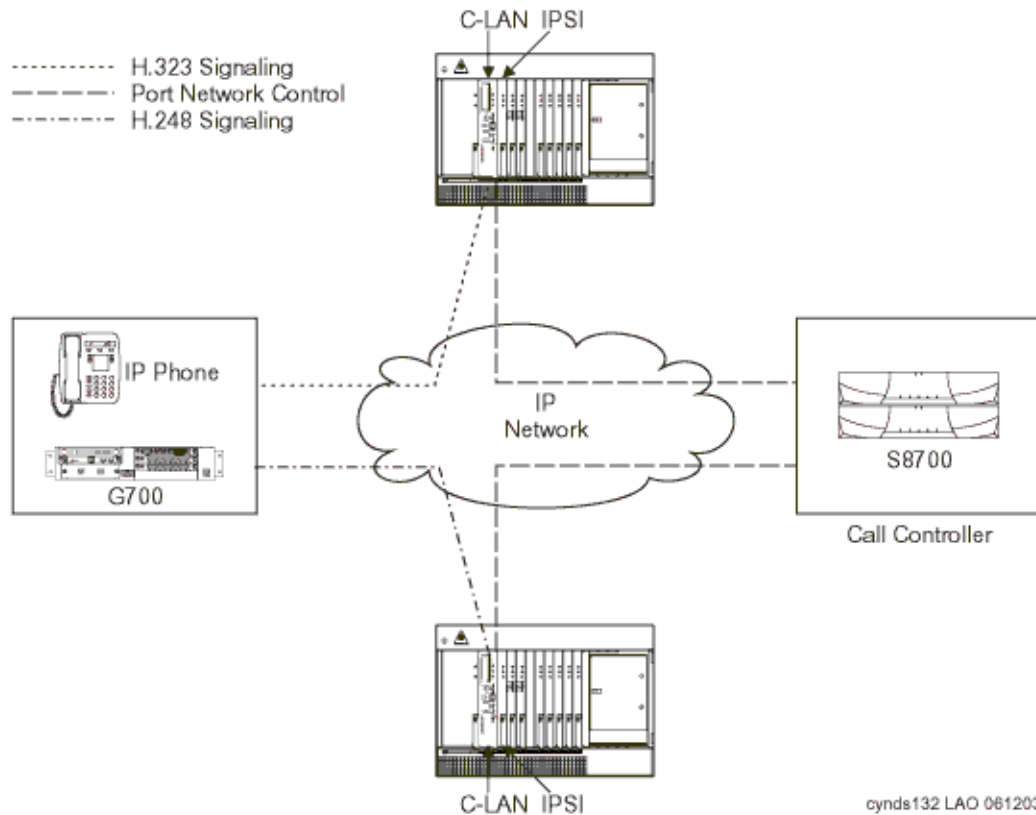 C-LAN IPSI
H.323 Signaling
Port Network Control
H.248 Signaling
IP Phone
G700
IP
Network
S8700
Call Controller
C-LAN IPSI
cynds132 LAO 061203